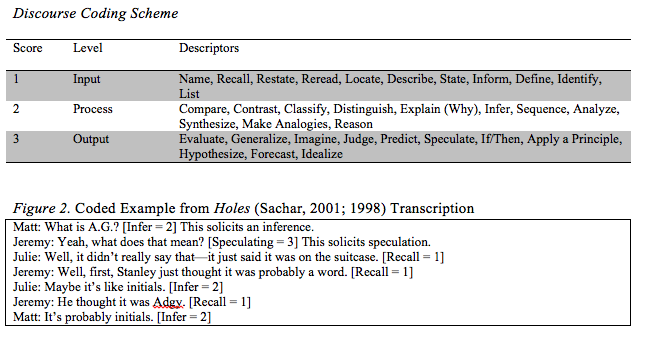 Discourse Coding Scheme
Score Level Descriptors
1 Input Name, Recall, Restate, Reread, Locate, Describe, State, Inform, Define, Identify,
List
2 Process Compare, Contrast, Classify, Distinguish, Explain (Why), Infer, Sequence, Analyze,
Synthesize, Make Analogies, Reason
3 Output Evaluate, Generalize, Imagine, Judge, Predict, Speculate, If/Then, Apply a Principle,
Hypothesize, Forecast, Idealize
Figure 2. Coded Example from Holes (Sachar, 2001; 1998) Transcription
Matt: What is A.G.? [Infer = 2] This solicits an inference.
Jeremy: Yeah, what does that mean? [Speculating = 3] This solicits speculation.
Julie: Well, it didn’t really say that—it just said it was on the suitcase. [Recall = 1]
Jeremy: Well, first, Stanley just thought it was probably a word. [Recall = 1]
Julie: Maybe it’s like initials. [Infer = 2]
Jeremy: He thought it was Adgy. [Recall = 1]
Matt: It’s probably initials. [Infer = 2]